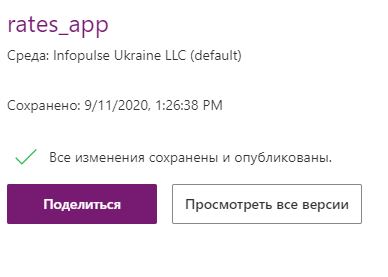 rates_app
Среда: Infopulse Ukraine LLC (default)
Сохранено: 9/11/2020, 1:26:38 PM
Все изменения сохранены и опубликованы.
Поделиться
Просмотреть все версии